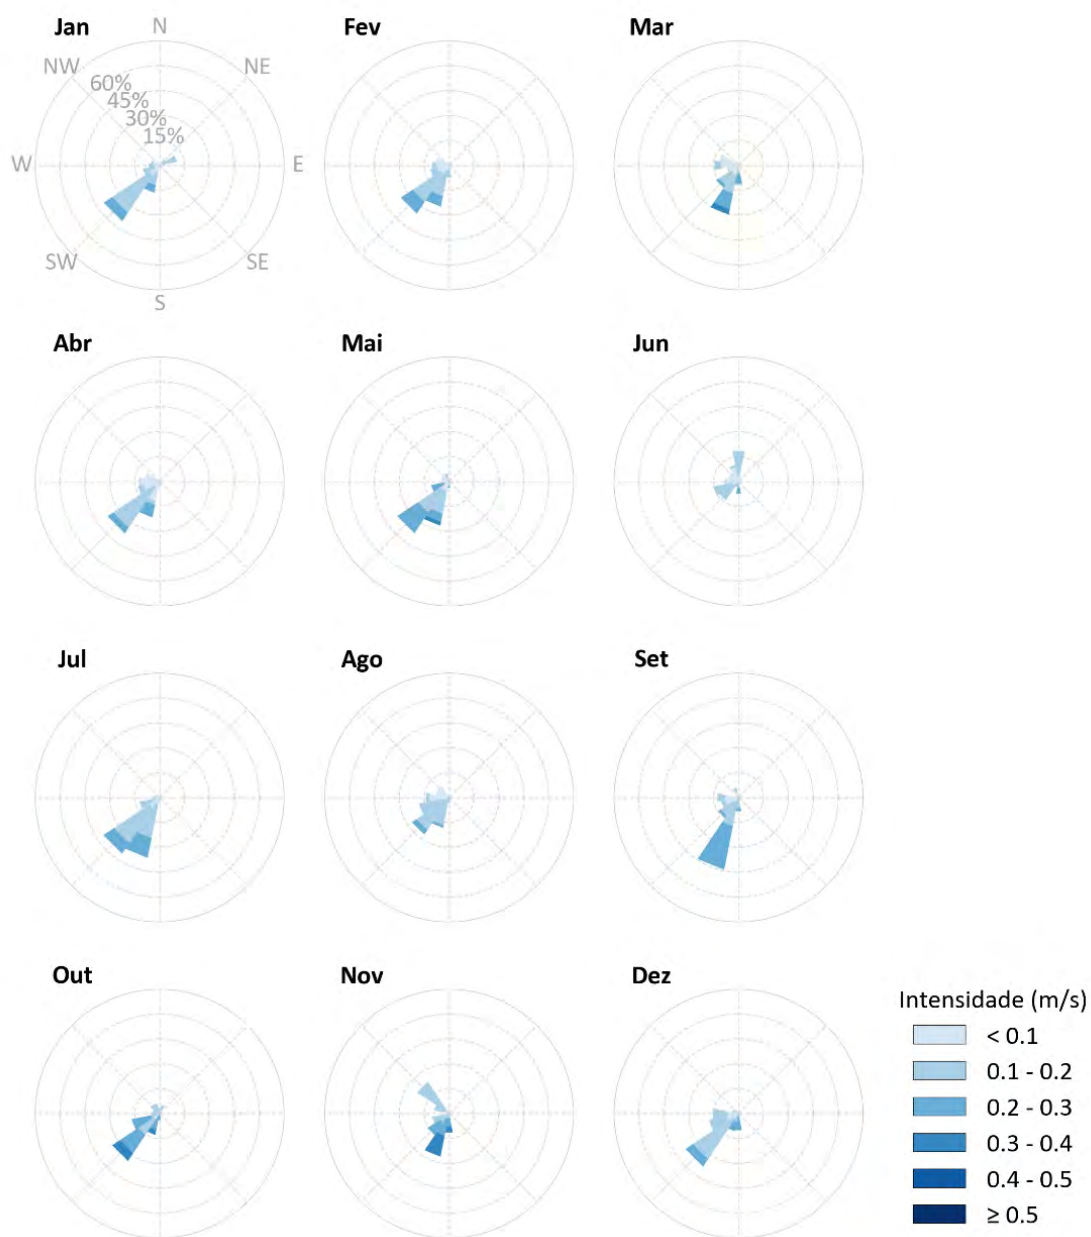 Jan
Fev
Mar
N
NW
NE
60%
45%
30%
15%
W
E
SW
SE
S
Abr
Mai
Jun
Jul
Ago
Set
Out
Nov
Dez
Intensidade (m/s)
< 0.1
0.1 - 0.2
0.2 - 0.3
0.3 - 0.4
0.4 - 0.5
≥ 0.5